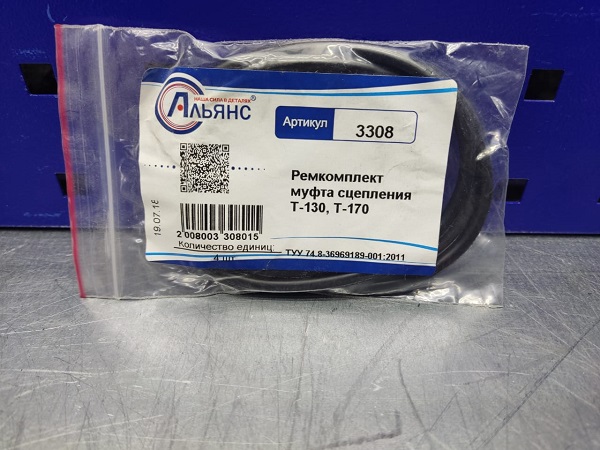 НАША СИЛА В ДЕТАЛЯХ
АЛЬЯНС®
Артикул 3308
Ремкомплект
муфта сцепления
Т-130, Т-170
19.07.18
2 008003 308015
Количество единиц:
4 шт
ТУУ 74.8-36969189-001:2011